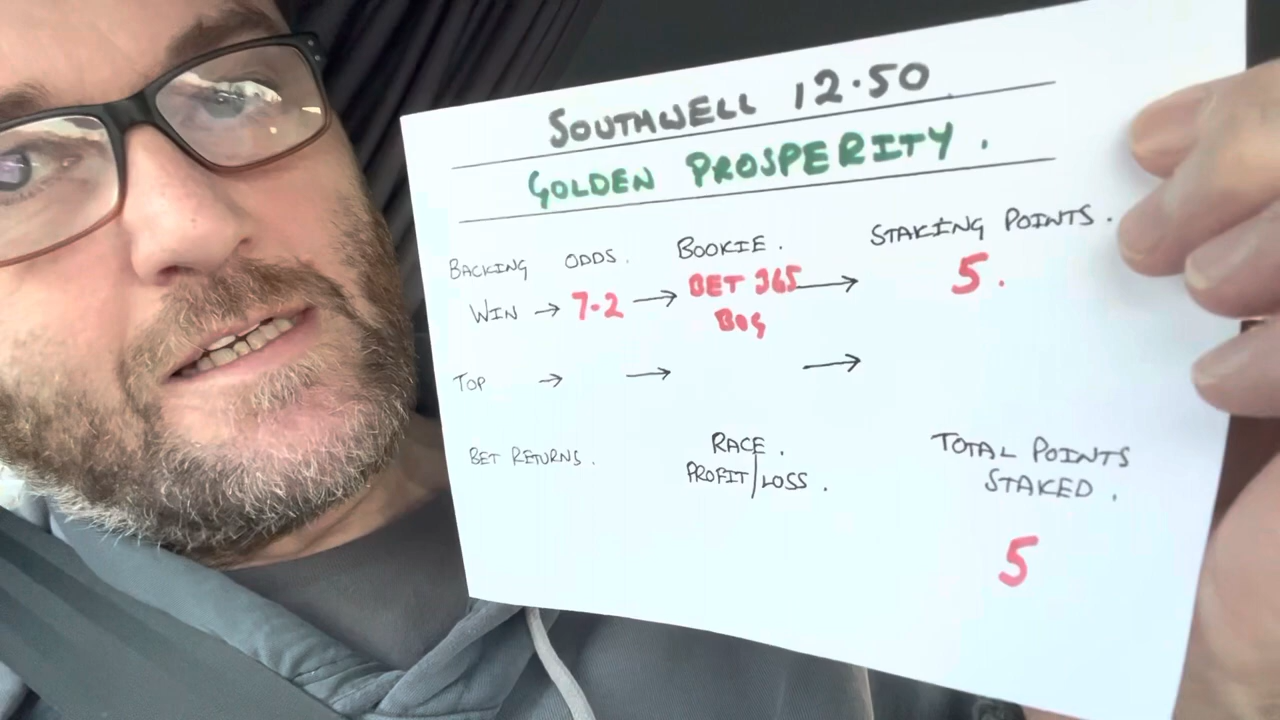 SOUTHWELL 12.50
GOLDEN PROSPERITY.
BACKING ODDS. BOOKIE. STAKING POINTS.
WIN → 7-2 → BET 365 → 5.
BOG
TOP → → →
BET RETURNS. RACE. PROFIT/LOSS. TOTAL POINTS STAKED.
5